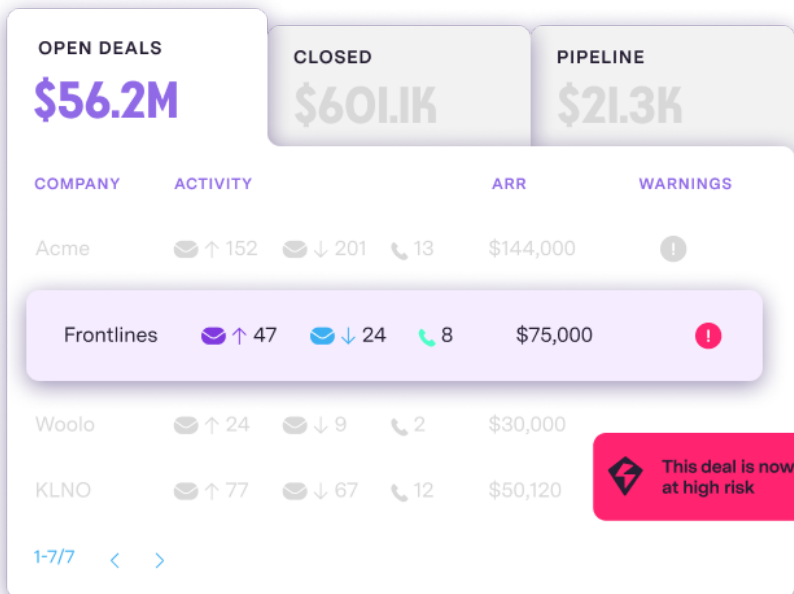 OPEN DEALS
$56.2M
CLOSED
$601.1K
PIPELINE
$21.3K
COMPANY ACTIVITY ARR WARNINGS
Acme ↑ 152 ↓ 201 13 $144,000 !
Frontlines ↑ 47 ↓ 24 8 $75,000 !
Woolo ↑ 24 ↓ 9 2 $30,000
KLNO ↑ 77 ↓ 67 12 $50,120
This deal is now
at high risk
1-7/7 < >